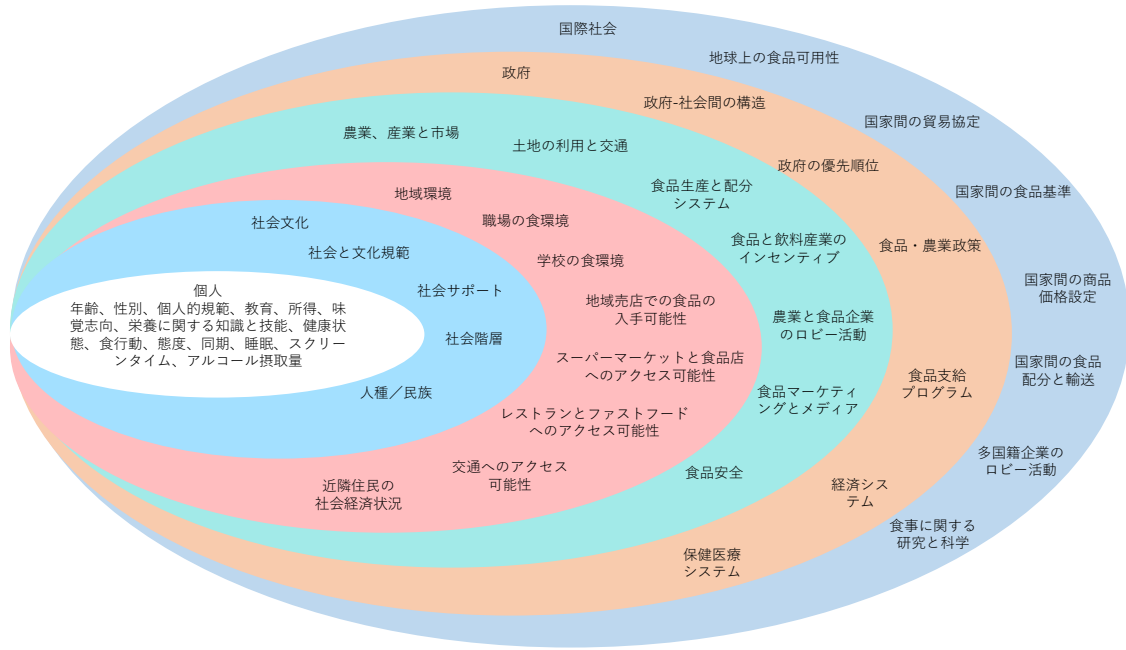 国際社会
地球上の食品可用性
国家間の貿易協定
国家間の食品基準
国家間の商品
価格設定
国家間の食品
配分と輸送
多国籍企業の
ロビー活動
食事に関する
研究と科学
政府
政府-社会間の構造
政府の優先順位
食品・農業政策
食品支給
プログラム
経済シス
テム
保健医療
システム
農業、産業と市場
土地の利用と交通
食品生産と配分
システム
食品と飲料産業の
インセンティブ
農業と食品企業
のロビー活動
食品マーケティ
ングとメディア
食品安全
地域環境
職場の食環境
学校の食環境
地域売店での食品の
入手可能性
スーパーマーケットと食品店
へのアクセス可能性
レストランとファストフード
へのアクセス可能性
交通へのアクセス
可能性
近隣住民の
社会経済状況
社会文化
社会と文化規範
社会サポート
社会階層
人種／民族
個人
年齢、性別、個人的規範、教育、所得、味
覚志向、栄養に関する知識と技能、健康状
態、食行動、態度、同期、睡眠、スクリー
ンタイム、アルコール摂取量